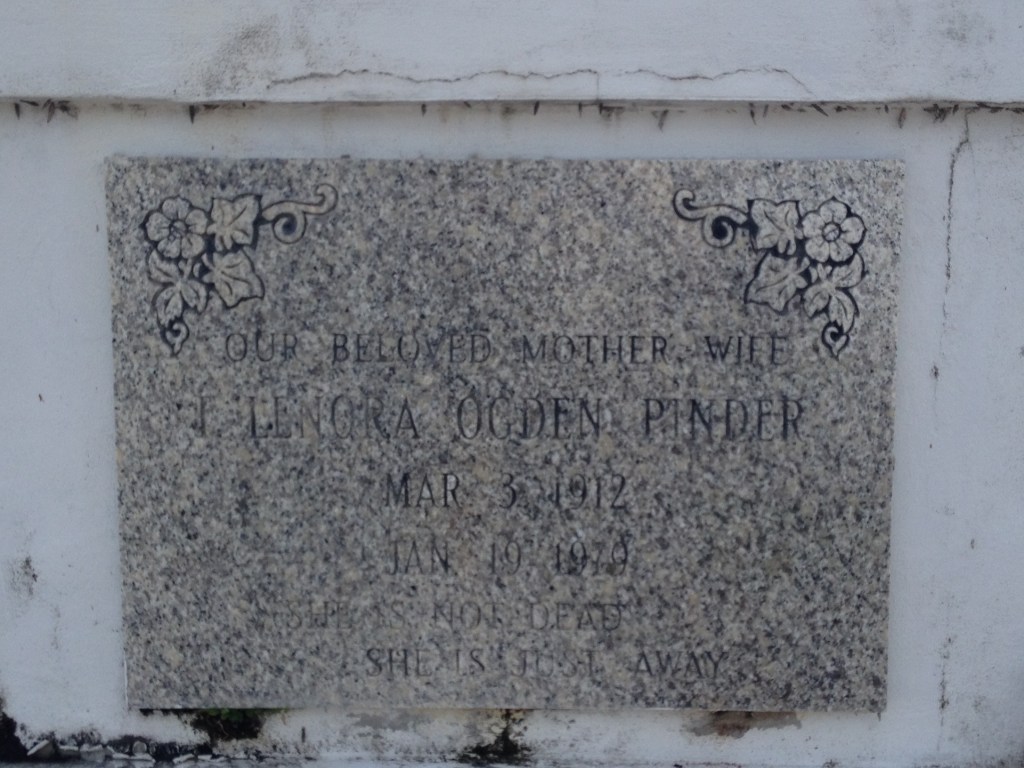 OUR BELOVED MOTHER - WIFE
T LENORA OGDEN PINDER
MAR 3, 1912
JAN 19 1979
SHE IS NOT DEAD
SHE IS JUST AWAY